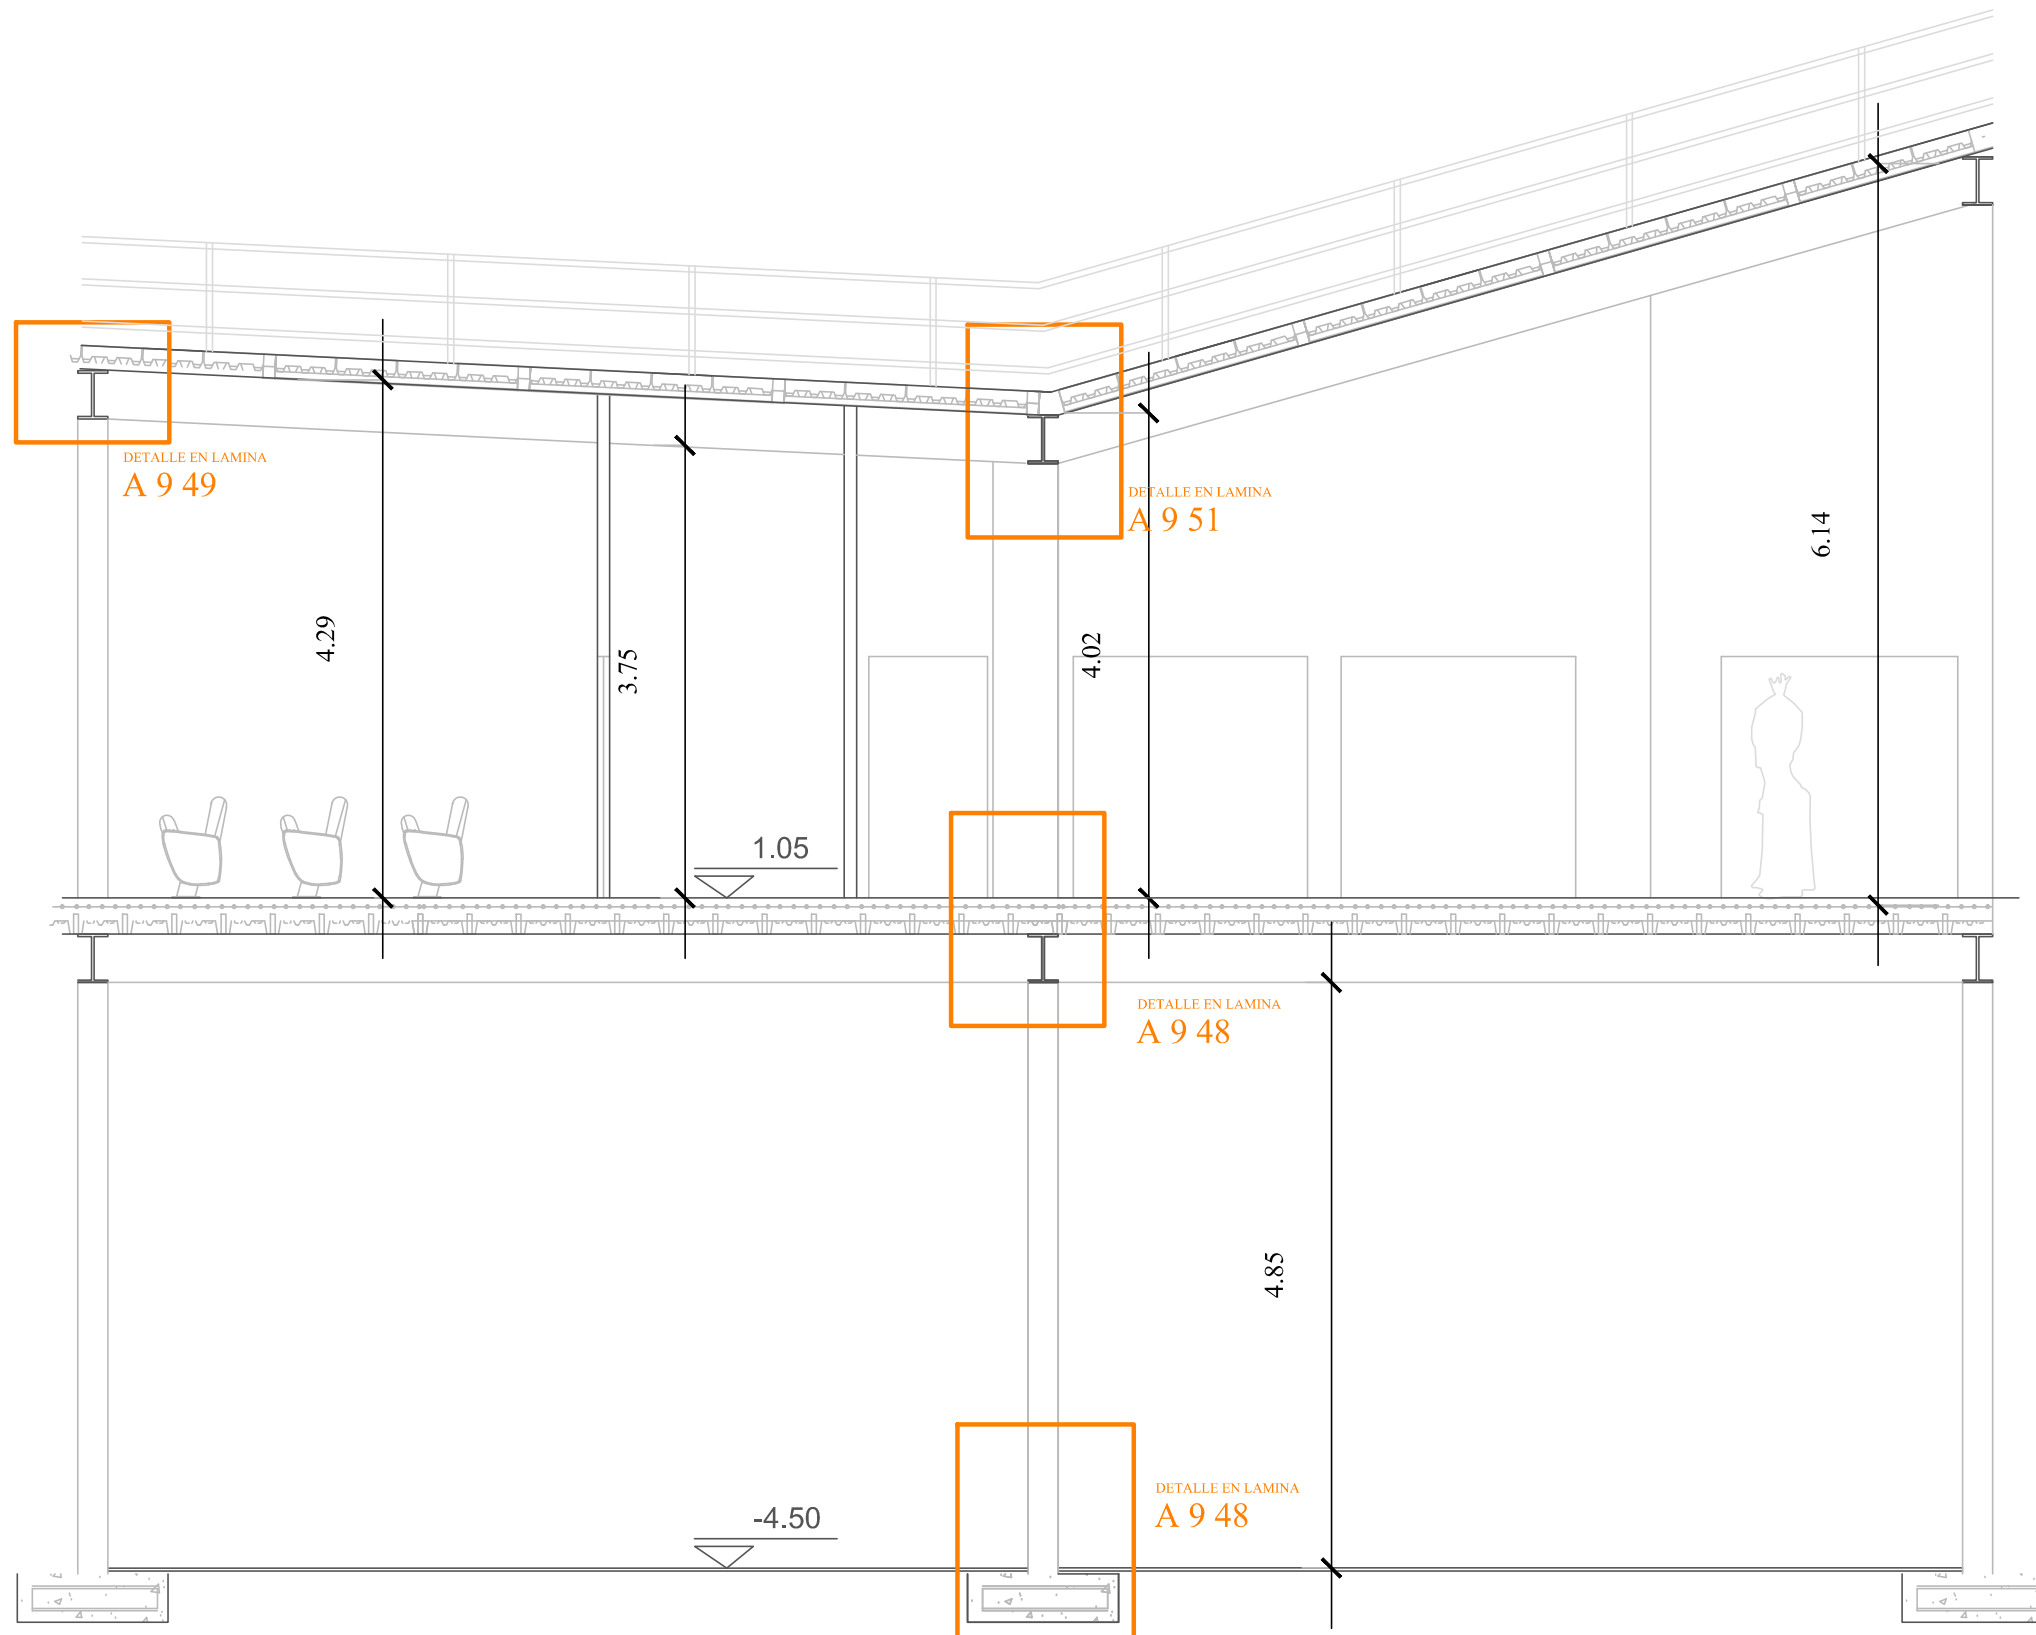 DETALLE EN LAMINA
A 9 49
DETALLE EN LAMINA
A 9 51
6.14
4.29
3.75
4.02
1.05
DETALLE EN LAMINA
A 9 48
4.85
DETALLE EN LAMINA
A 9 48
-4.50